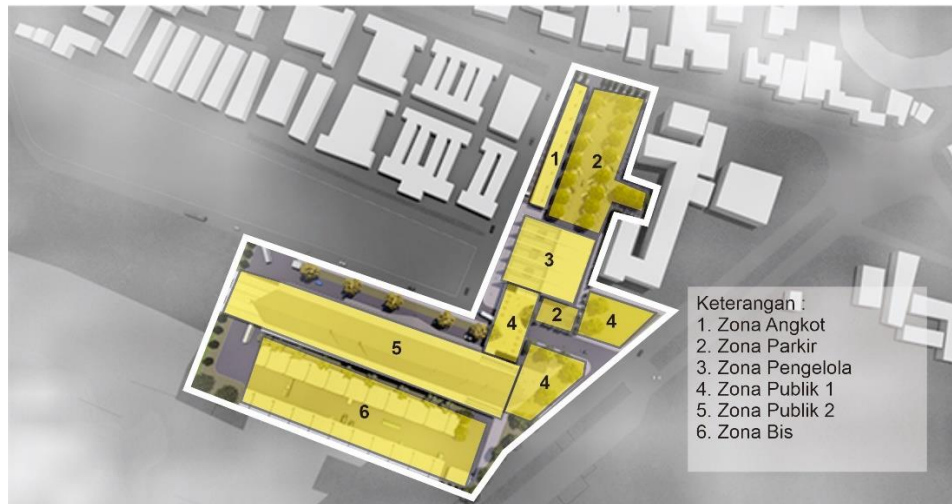 1
2
3
4
2
4
5
4
6
Keterangan :
1. Zona Angkot
2. Zona Parkir
3. Zona Pengelola
4. Zona Publik 1
5. Zona Publik 2
6. Zona Bis